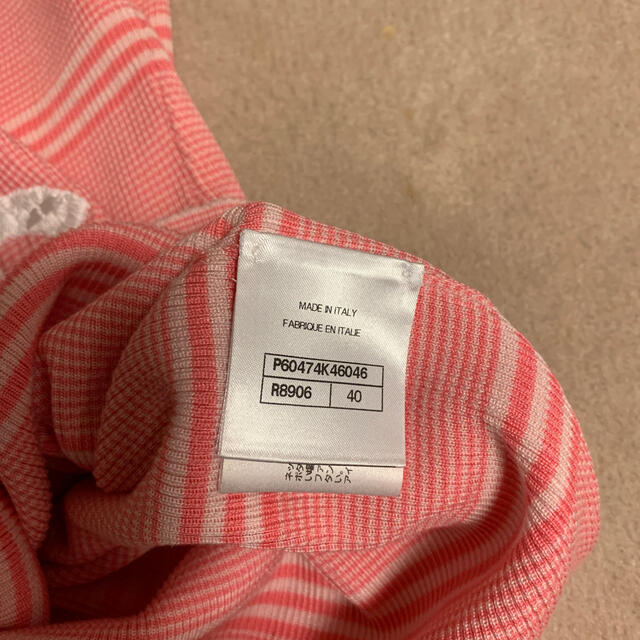 MADE IN ITALY
FABRIQUE EN ITALIE
P60474K46046
R8906 40